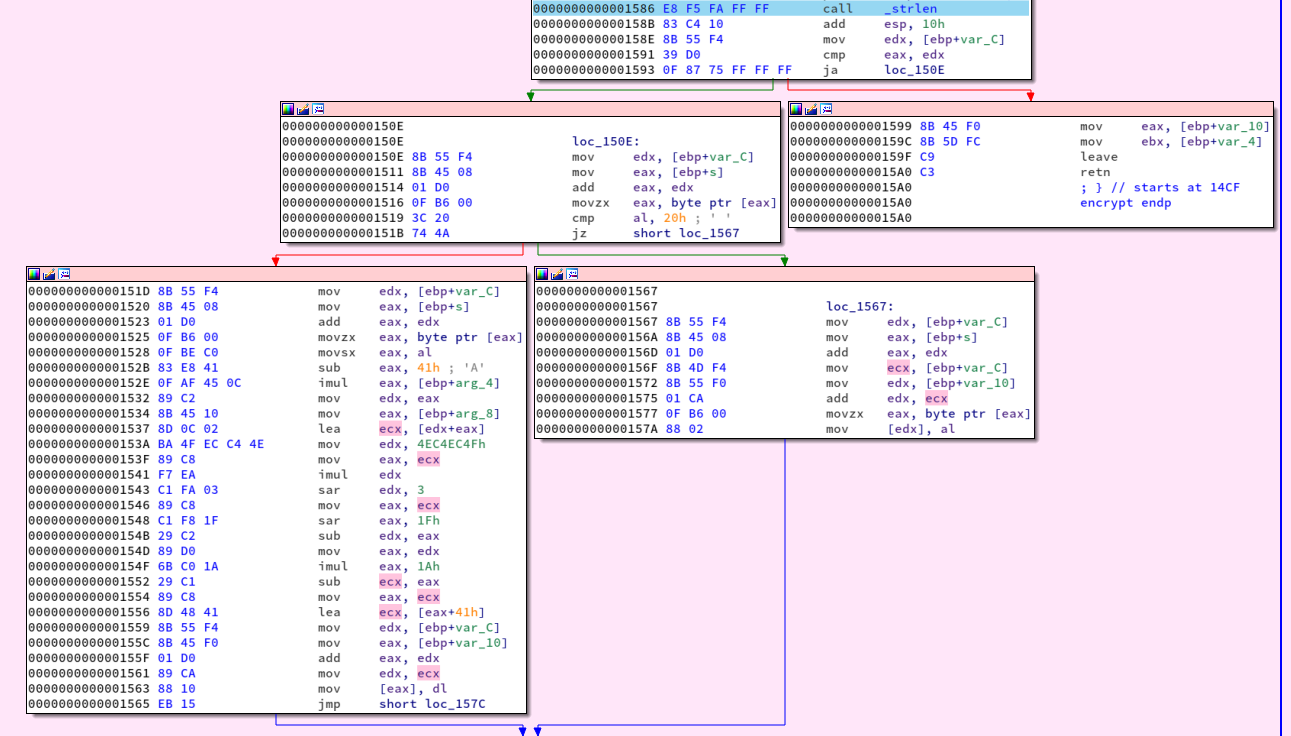 0000000000001586 E8 F5 FA FF FF call _strlen
000000000000158B 83 C4 10 add esp, 10h
000000000000158E 8B 55 F4 mov edx, [ebp+var_C]
0000000000001591 39 D0 cmp eax, edx
0000000000001593 0F 87 75 FF FF FF ja loc_150E
000000000000150E
000000000000150E loc_150E:
000000000000150E 8B 55 F4 mov edx, [ebp+var_C]
0000000000001511 8B 45 08 mov eax, [ebp+s]
0000000000001514 01 D0 add eax, edx
0000000000001516 0F B6 00 movzx eax, byte ptr [eax]
0000000000001519 3C 20 cmp al, 20h ; ' '
000000000000151B 74 4A jz short loc_1567
0000000000001599 8B 45 F0 mov eax, [ebp+var_10]
000000000000159C 8B 5D FC mov ebx, [ebp+var_4]
000000000000159F C9 leave
00000000000015A0 C3 retn
00000000000015A0 ; } // starts at 14CF
00000000000015A0 encrypt endp
00000000000015A0
000000000000151D 8B 55 F4 mov edx, [ebp+var_C]
0000000000001520 8B 45 08 mov eax, [ebp+s]
0000000000001523 01 D0 add eax, edx
0000000000001525 0F B6 00 movzx eax, byte ptr [eax]
0000000000001528 0F BE C0 movsx eax, al
000000000000152B 83 E8 41 sub eax, 41h ; 'A'
000000000000152E 0F AF 45 0C imul eax, [ebp+arg_4]
0000000000001532 89 C2 mov edx, eax
0000000000001534 8B 45 10 mov eax, [ebp+arg_8]
0000000000001537 8D 0C 02 lea ecx, [edx+eax]
000000000000153A BA 4F EC C4 4E mov edx, 4EC4EC4Fh
000000000000153F 89 C8 mov eax, ecx
0000000000001541 F7 EA imul edx
0000000000001543 C1 FA 03 sar edx, 3
0000000000001546 89 C8 mov eax, ecx
0000000000001548 C1 F8 1F sar eax, 1Fh
000000000000154B 29 C2 sub edx, eax
000000000000154D 89 D0 mov eax, edx
000000000000154F 6B C0 1A imul eax, 1Ah
0000000000001552 29 C1 sub ecx, eax
0000000000001554 89 C8 mov eax, ecx
0000000000001556 8D 48 41 lea ecx, [eax+41h]
0000000000001559 8B 55 F4 mov edx, [ebp+var_C]
000000000000155C 8B 45 F0 mov eax, [ebp+var_10]
000000000000155F 01 D0 add eax, edx
0000000000001561 89 CA mov edx, ecx
0000000000001563 88 10 mov [eax], dl
0000000000001565 EB 15 jmp short loc_157C
0000000000001567
0000000000001567 loc_1567:
0000000000001567 8B 55 F4 mov edx, [ebp+var_C]
000000000000156A 8B 45 08 mov eax, [ebp+s]
000000000000156D 01 D0 add eax, edx
000000000000156F 8B 4D F4 mov ecx, [ebp+var_C]
0000000000001572 8B 55 F0 mov edx, [ebp+var_10]
0000000000001575 01 CA add edx, ecx
0000000000001577 0F B6 00 movzx eax, byte ptr [eax]
000000000000157A 88 02 mov [edx], al